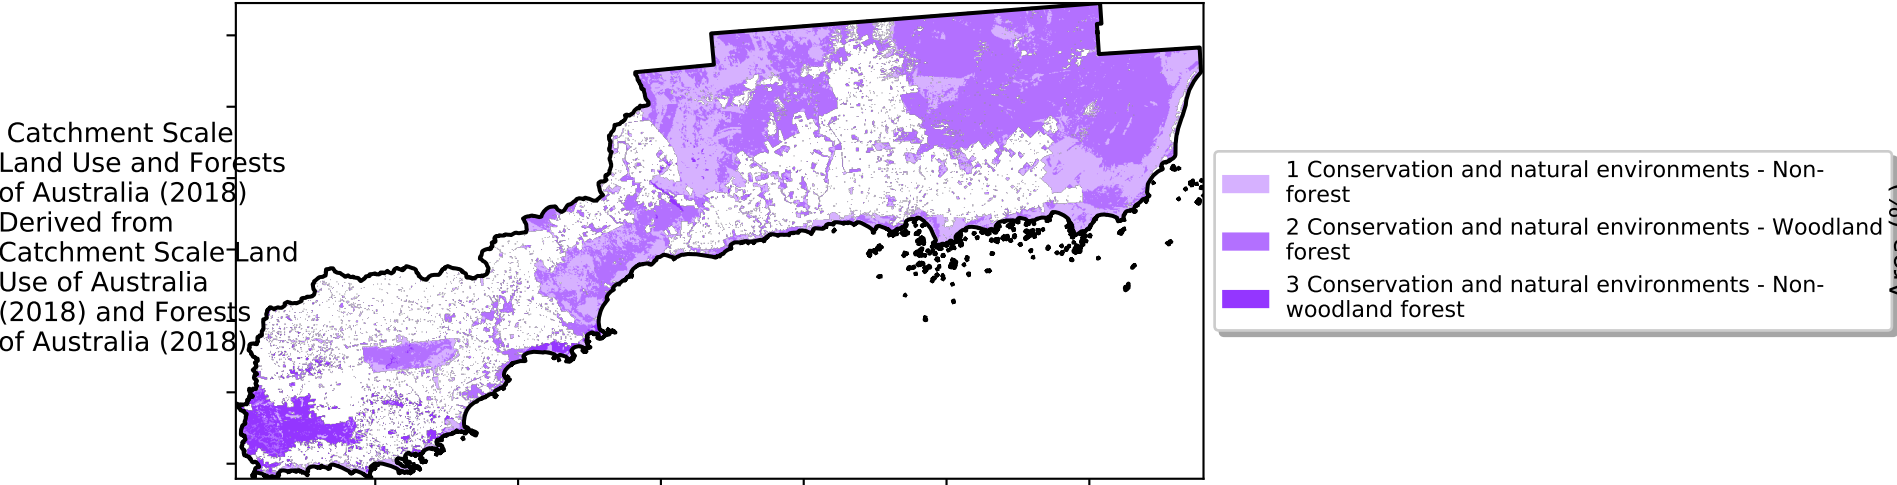 Catchment Scale
Land Use and Forests
of Australia (2018)
Derived from
Catchment Scale Land
Use of Australia
(2018) and Forests
of Australia (2018)
1 Conservation and natural environments - Non-
forest
2 Conservation and natural environments - Woodland
forest
3 Conservation and natural environments - Non-
woodland forest